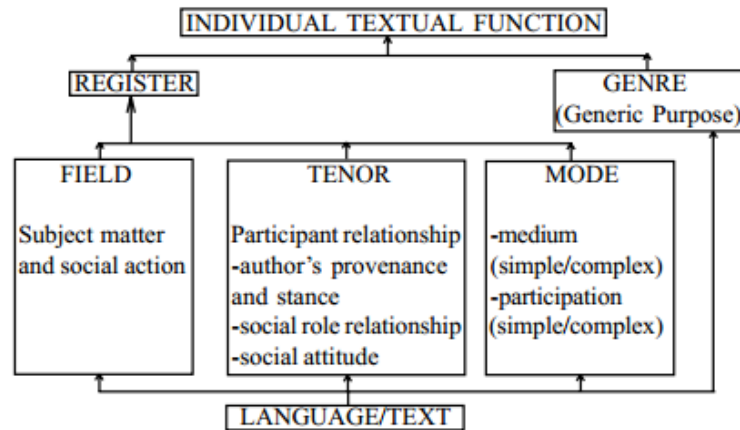 INDIVIDUAL TEXTUAL FUNCTION
REGISTER
GENRE
(Generic Purpose)
FIELD
Subject matter
and social action
TENOR
Participant relationship
-author's provenance
and stance
-social role relationship
-social attitude
MODE
-medium
(simple/complex)
-participation
(simple/complex)
LANGUAGE/TEXT